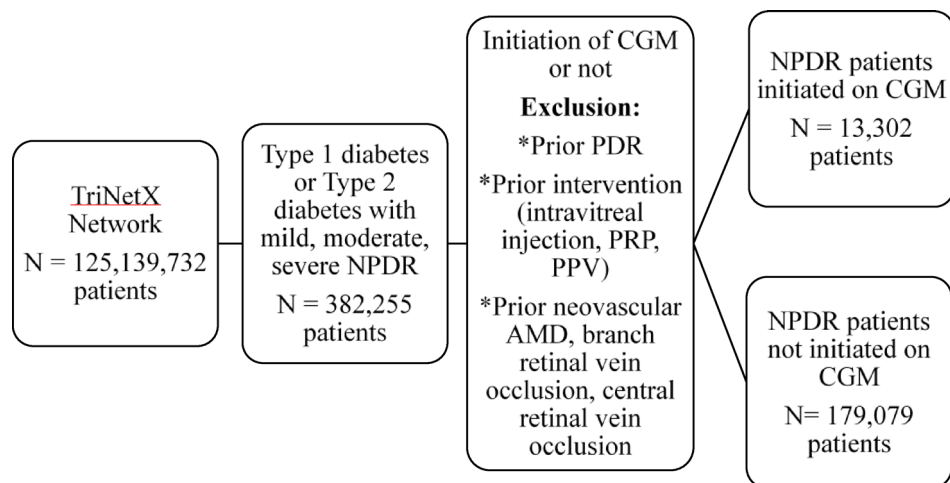 TriNetX
Network
N = 125,139,732
patients
Type 1 diabetes
or Type 2
diabetes with
mild, moderate,
severe NPDR
N = 382,255
patients
Initiation of CGM
or not
Exclusion:
*Prior PDR
*Prior intervention
(intravitreal
injection, PRP,
PPV)
*Prior neovascular
AMD, branch
retinal vein
occlusion, central
retinal vein
occlusion
NPDR patients
initiated on CGM
N = 13,302
patients
NPDR patients
not initiated on
CGM
N= 179,079
patients